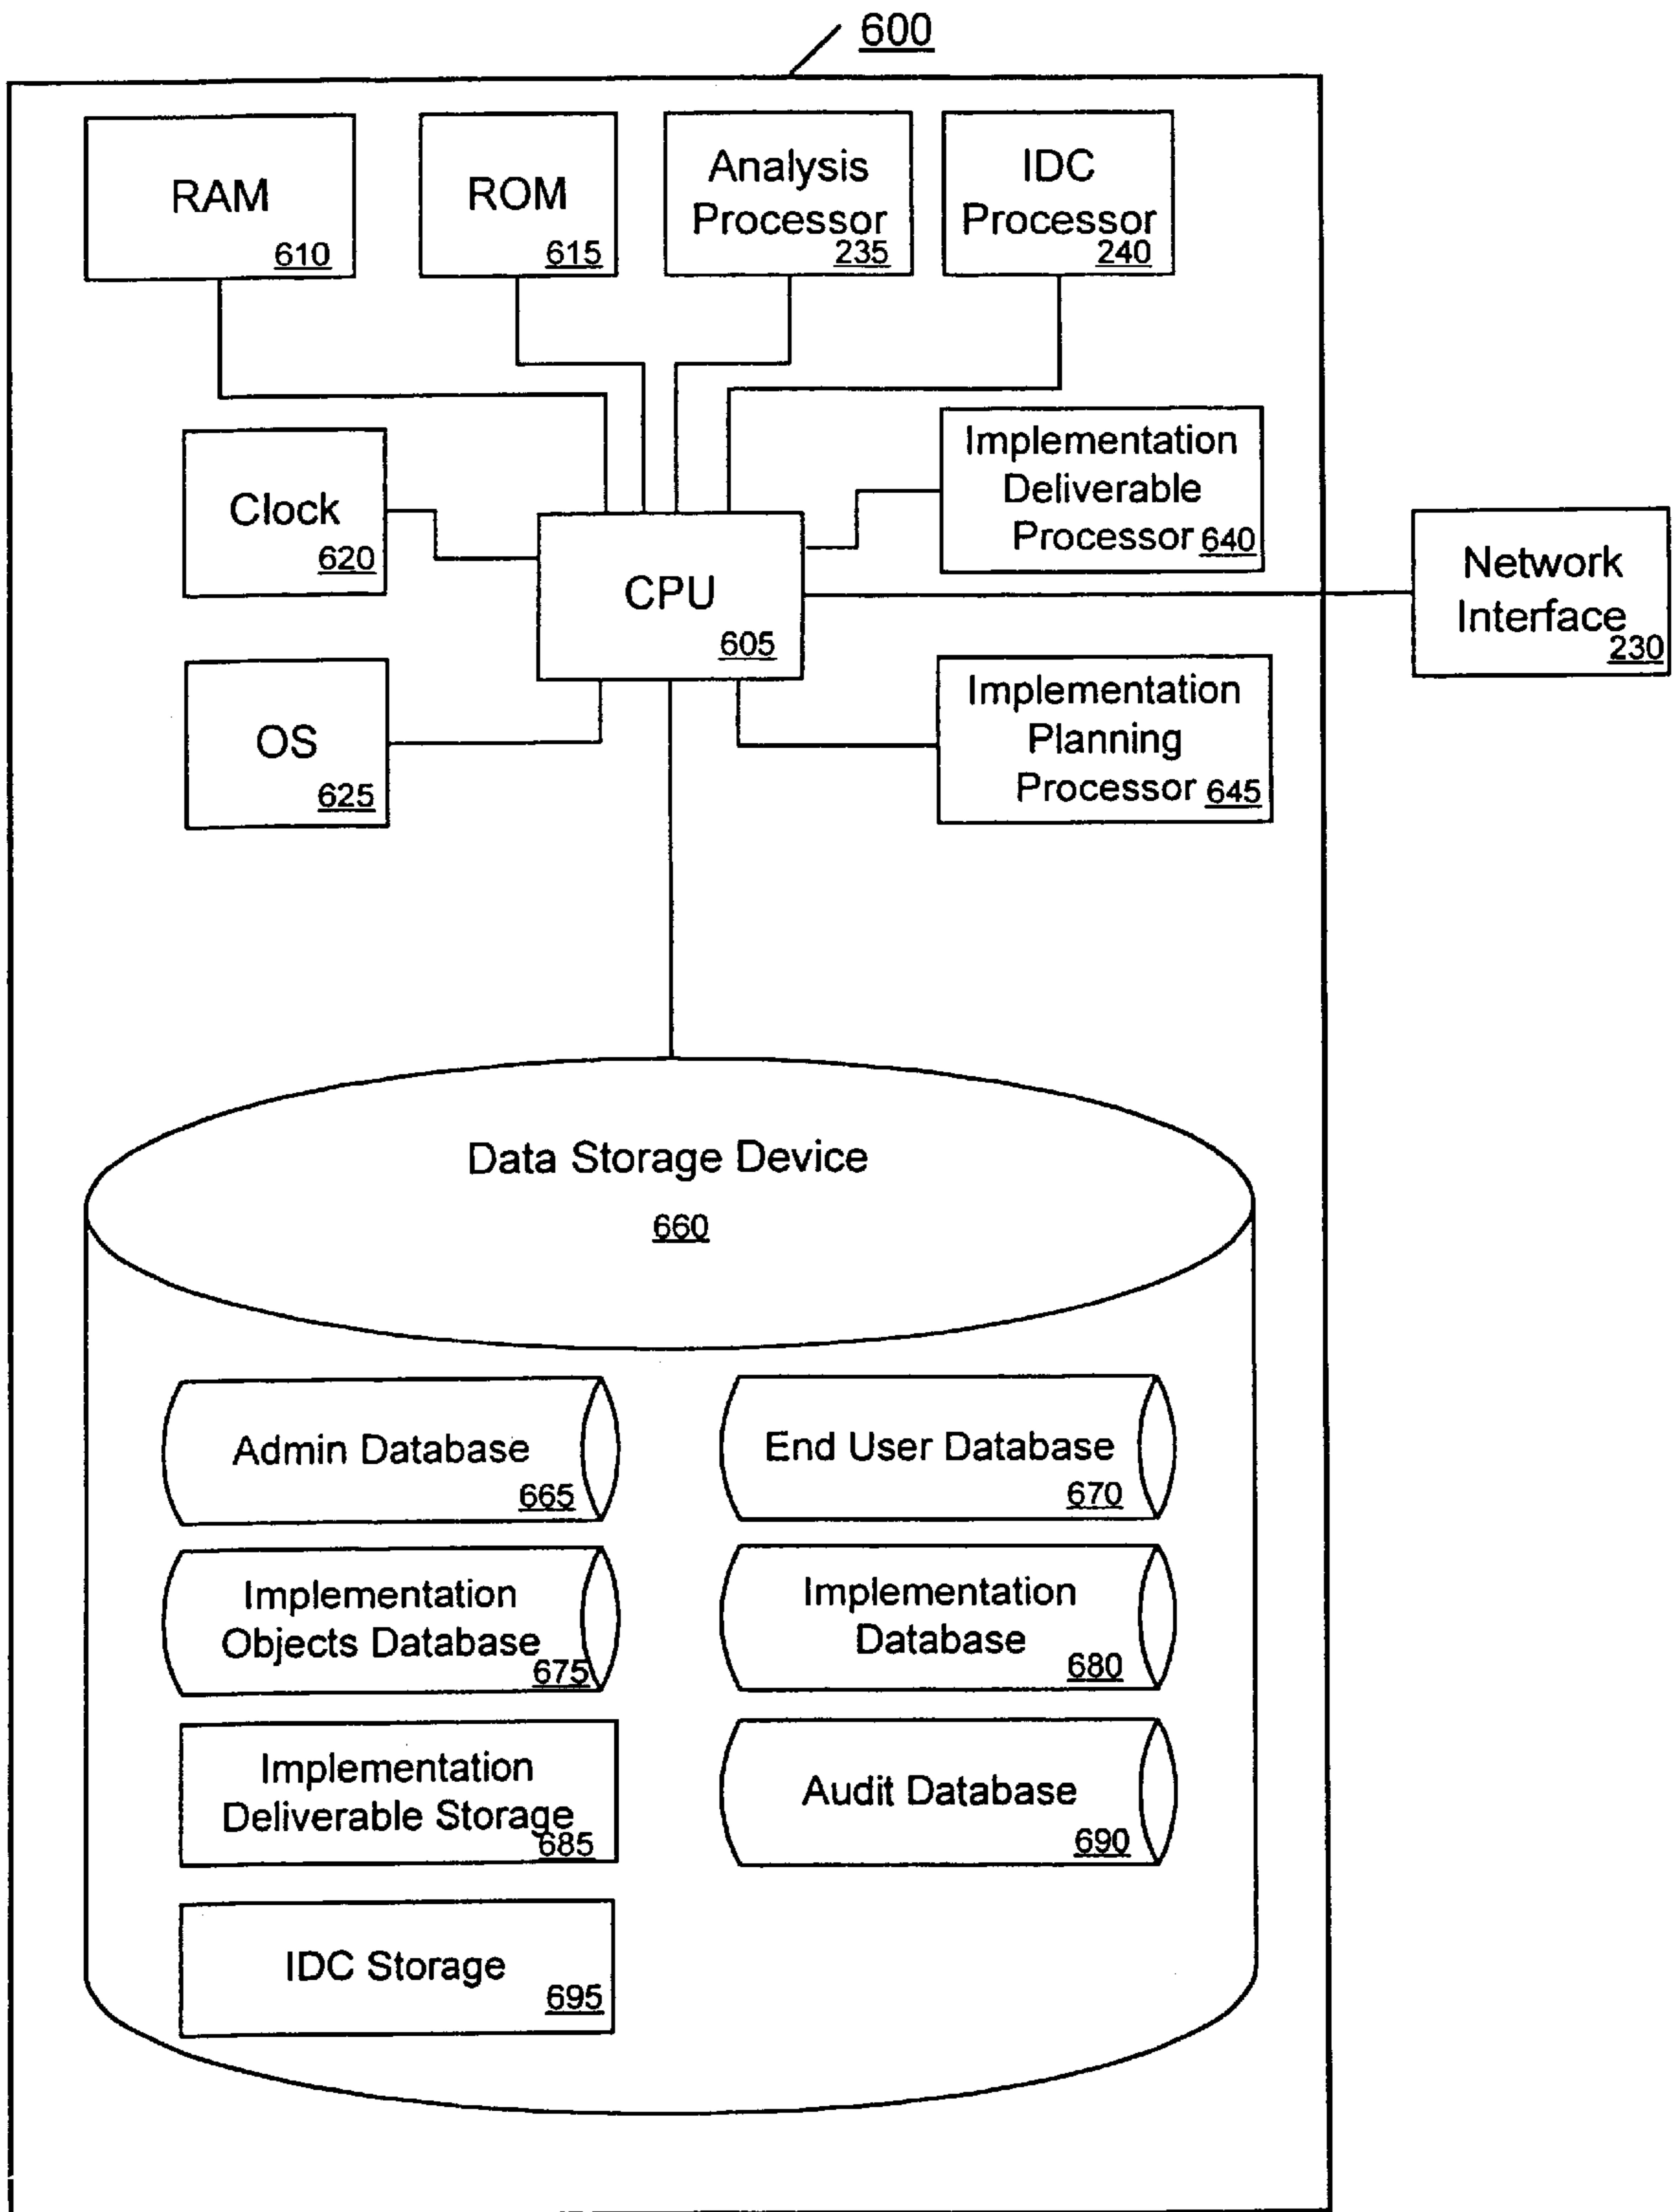 600
RAM
610
ROM
615
Analysis
Processor
235
IDC
Processor
240
Clock
620
CPU
605
Implementation
Deliverable
Processor 640
Network
Interface
230
OS
625
Implementation
Planning
Processor 645
Data Storage Device
660
Admin Database
665
End User Database
670
Implementation
Objects Database
675
Implementation
Database
680
Implementation
Deliverable Storage
685
Audit Database
690
IDC Storage
695